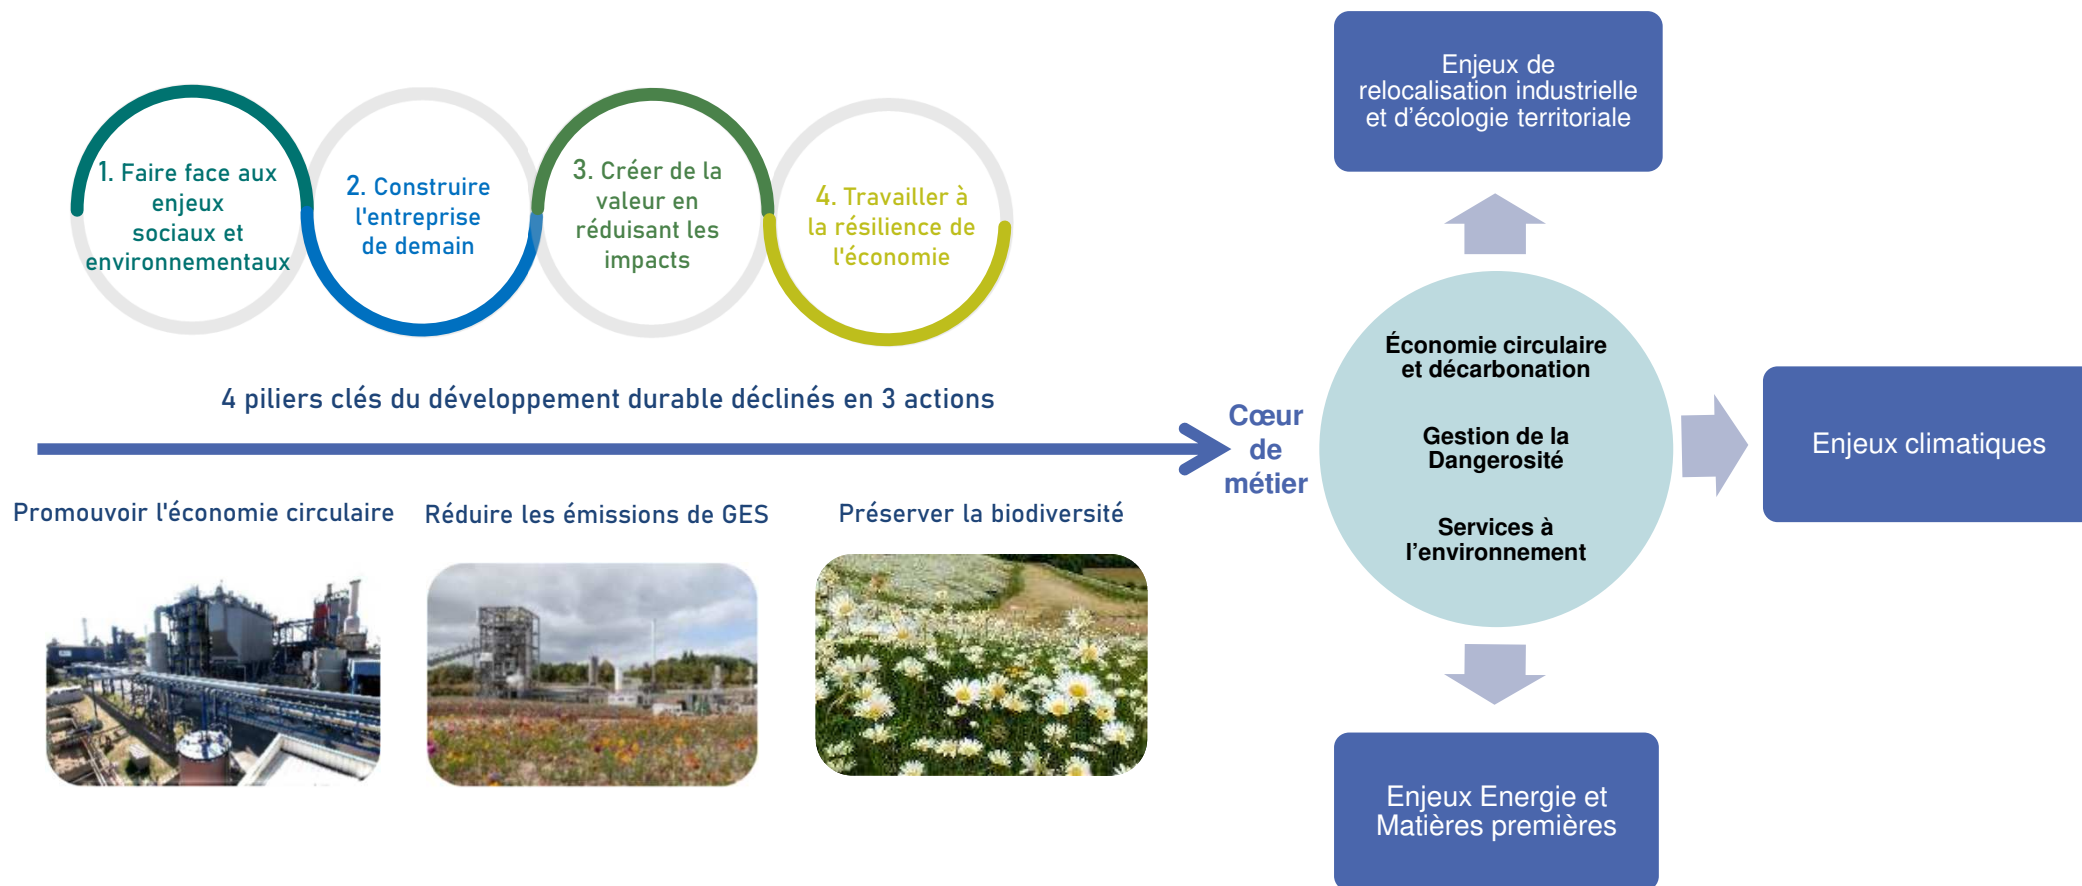 1. Faire face aux
enjeux
sociaux et
environnementaux
2. Construire
l'entreprise
de demain
3. Créer de la
valeur en
réduisant les
impacts
4. Travailler à
la résilience de
l'économie
4 piliers clés du développement durable déclinés en 3 actions
Promouvoir l'économie circulaire
Réduire les émissions de GES
Préserver la biodiversité
Cœur
de
métier
Enjeux de
relocalisation industrielle
et d’écologie territoriale
Économie circulaire
et décarbonation
Gestion de la
Dangerosité
Services à
l’environnement
Enjeux climatiques
Enjeux Energie et
Matières premières